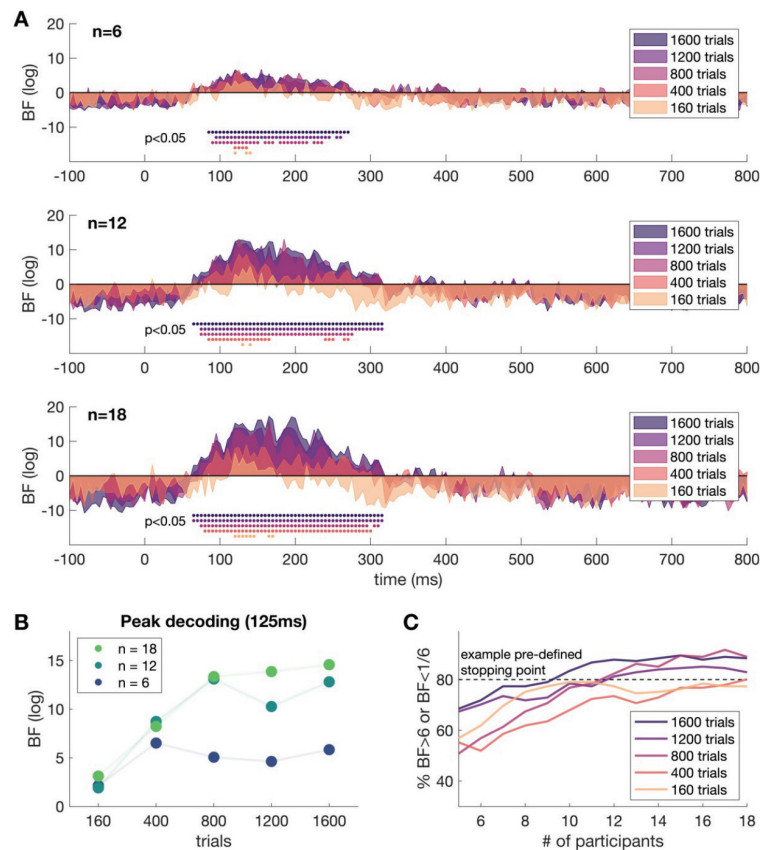 A
n=6
BF (log)
20
10
0
-10
p<0.05
1600 trials
1200 trials
800 trials
400 trials
160 trials
-100 0 100 200 300 400 500 600 700 800
n=12
BF (log)
20
10
0
-10
p<0.05
1600 trials
1200 trials
800 trials
400 trials
160 trials
-100 0 100 200 300 400 500 600 700 800
n=18
BF (log)
20
10
0
-10
p<0.05
1600 trials
1200 trials
800 trials
400 trials
160 trials
-100 0 100 200 300 400 500 600 700 800
time (ms)
B
Peak decoding (125ms)
n = 18
n = 12
n = 6
BF (log)
15
10
5
0
160 400 800 1200 1600
trials
C
example pre-defined
stopping point
% BF>6 or BF<1/6
80
60
40
1600 trials
1200 trials
800 trials
400 trials
160 trials
6 8 10 12 14 16 18
# of participants